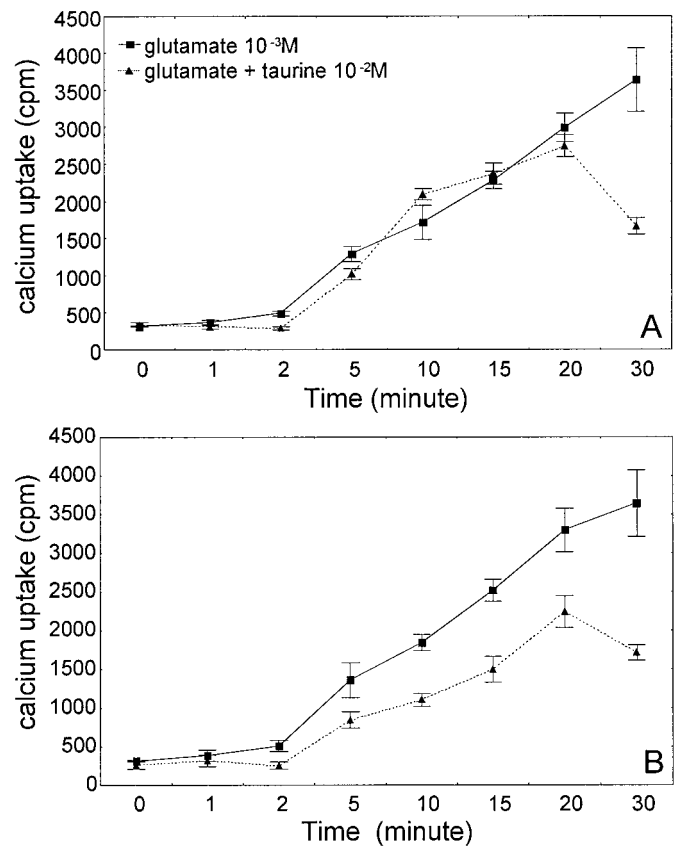 4500
4000
3500
3000
2500
2000
1500
1000
500
0
calcium uptake (cpm)
glutamate 10⁻³M
glutamate + taurine 10⁻²M
A
0 1 2 5 10 15 20 30
Time (minute)
4500
4000
3500
3000
2500
2000
1500
1000
500
0
calcium uptake (cpm)
B
0 1 2 5 10 15 20 30
Time (minute)